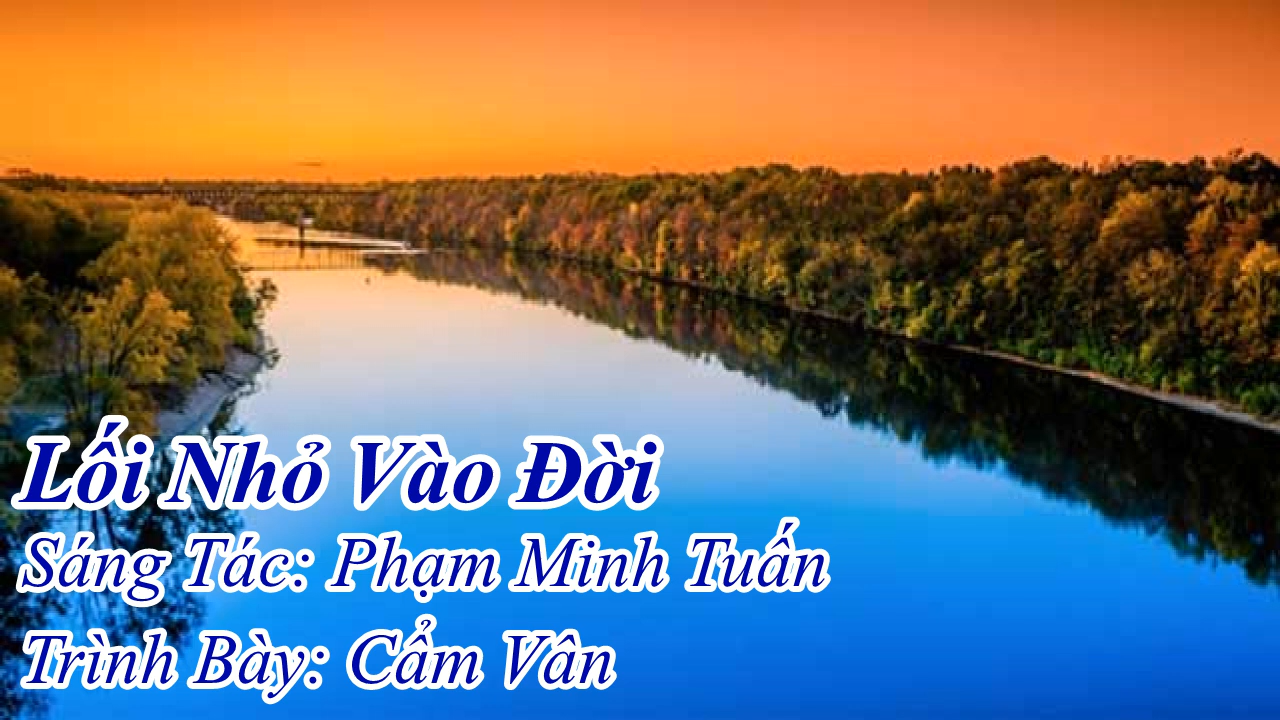 Lối Nhỏ Vào Đời
Sáng Tác: Phạm Minh Tuấn
Trình Bày: Cẩm Vân